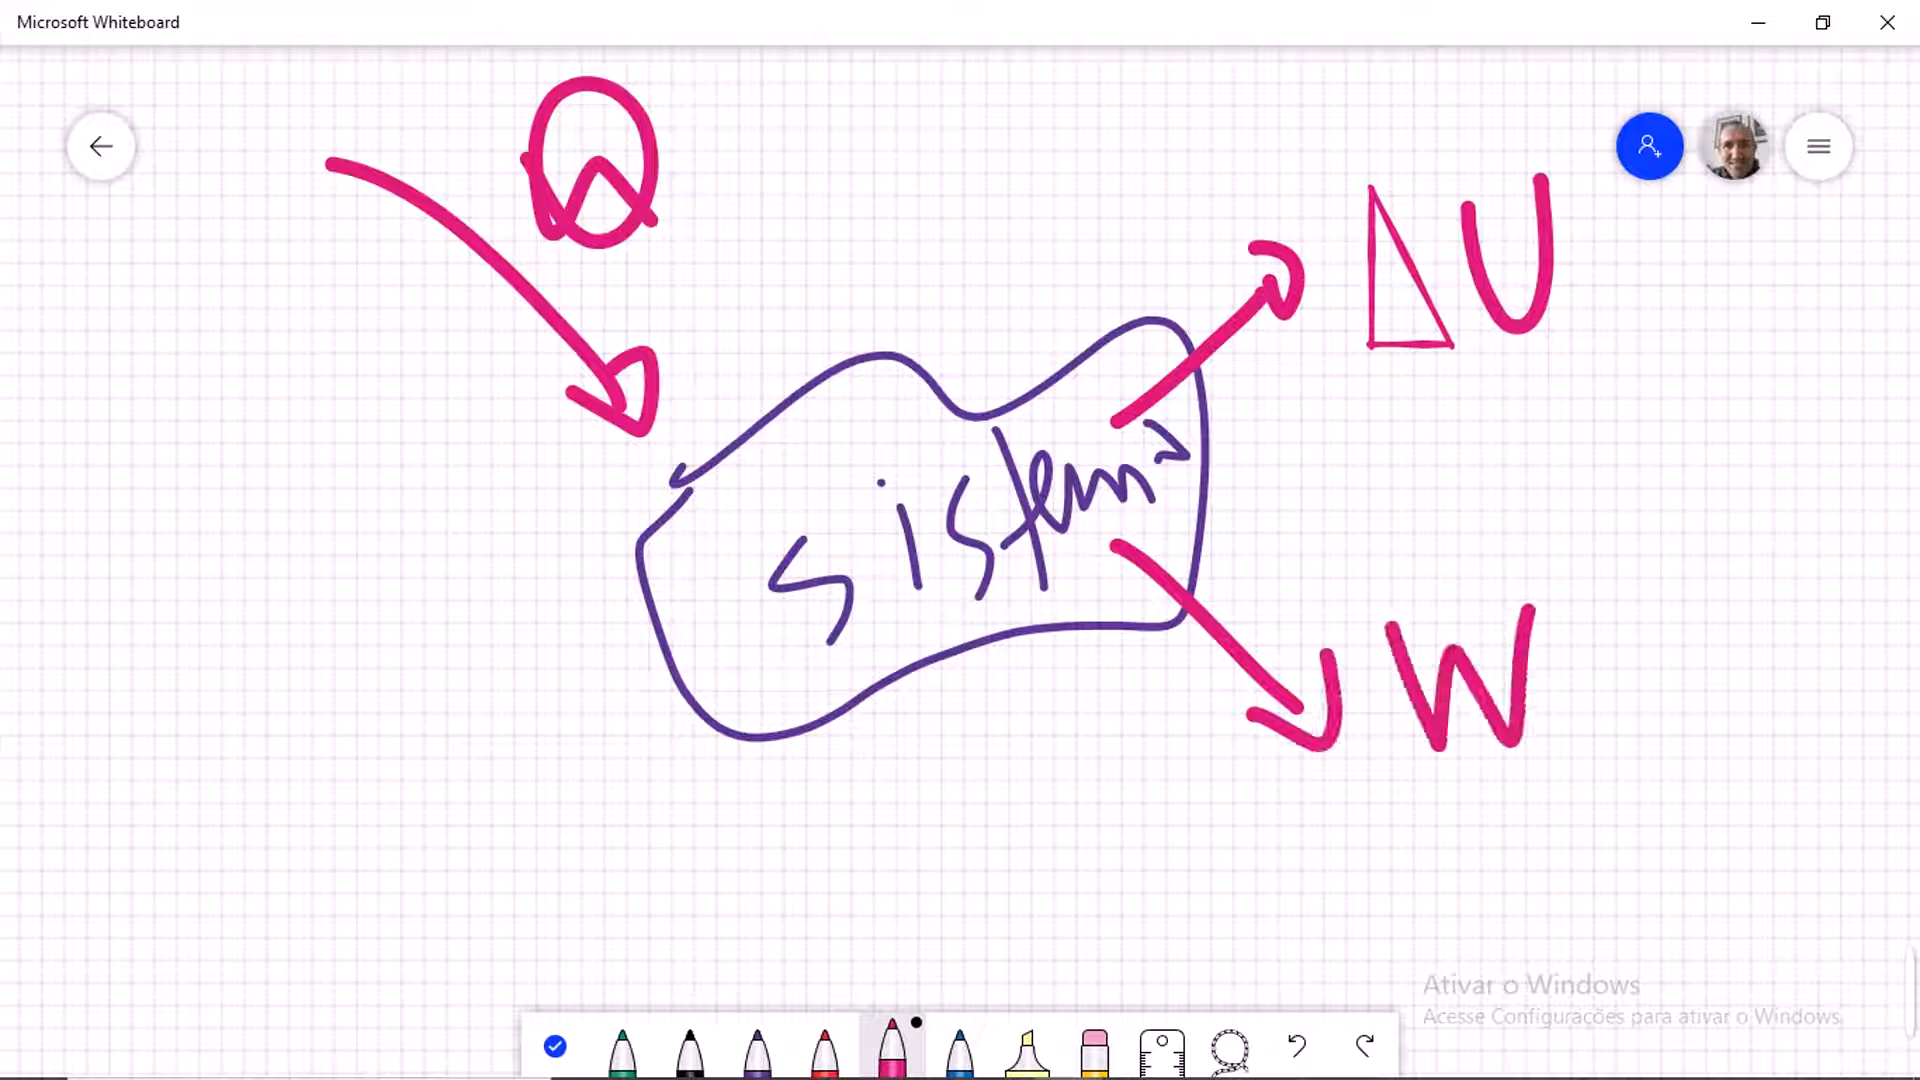 Microsoft Whiteboard
Q
ΔU
sistema
W
Ativar o Windows
Acesse Configurações para ativar o Windows.